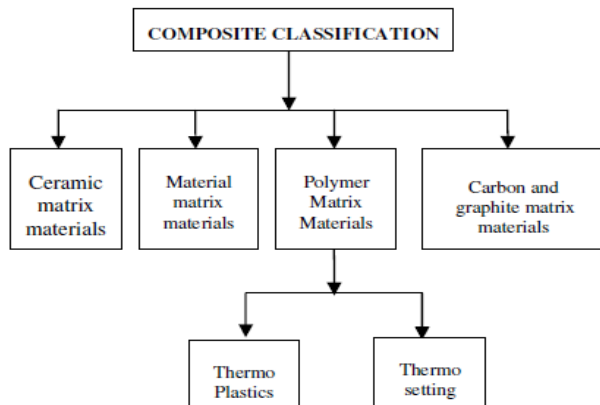 COMPOSITE CLASSIFICATION
Ceramic
matrix
materials
Material
matrix
materials
Polymer
Matrix
Materials
Carbon and
graphite matrix
materials
Thermo
Plastics
Thermo
setting